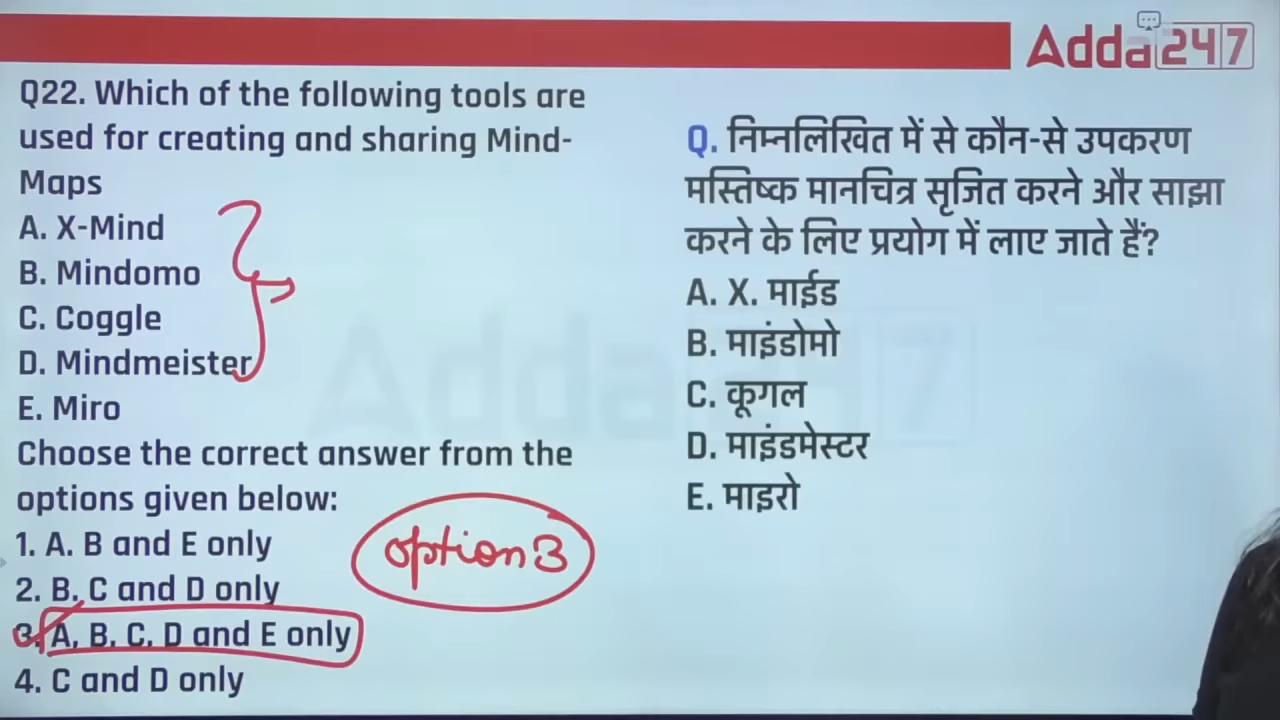 Adda247
Q22. Which of the following tools are
used for creating and sharing Mind-
Maps
A. X-Mind
B. Mindomo
C. Coggle
D. Mindmeister
E. Miro
Choose the correct answer from the
options given below:
1. A. B and E only
2. B. C and D only
3. A, B. C. D and E only
4. C and D only
option 3
Q. निम्नलिखित में से कौन-से उपकरण
मस्तिष्क मानचित्र सृजित करने और साझा
करने के लिए प्रयोग में लाए जाते हैं?
A. X. माईड
B. माइंडोमो
C. कूगल
D. माइंडमेस्टर
E. माइरो
Adda247